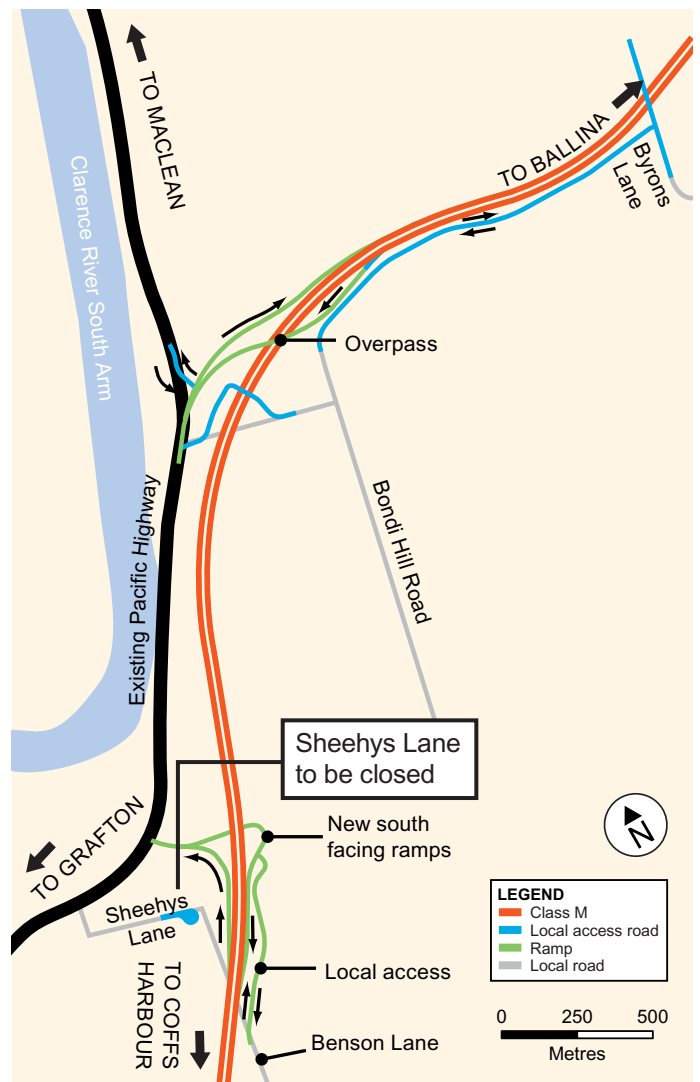 TO MACLEAN
Clarence River South Arm
TO BALLINA
Byrons
Lane
Overpass
Existing Pacific Highway
Bondi Hill Road
Sheehys Lane
to be closed
New south
facing ramps
TO GRAFTON
Sheehys
Lane
TO COFFS
HARBOUR
Local access
Benson Lane
N
LEGEND
Class M
Local access road
Ramp
Local road
0 250 500
Metres